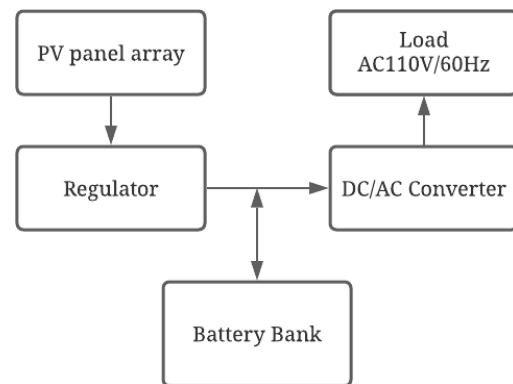 PV panel array
Load
AC110V/60Hz
Regulator
DC/AC Converter
Battery Bank